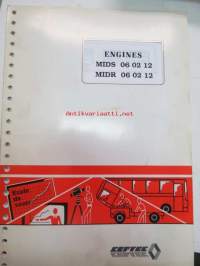 ENGINES
MIDS 06 02 12
MIDR 06 02 12
antikvariaatti.net
CEFTEC